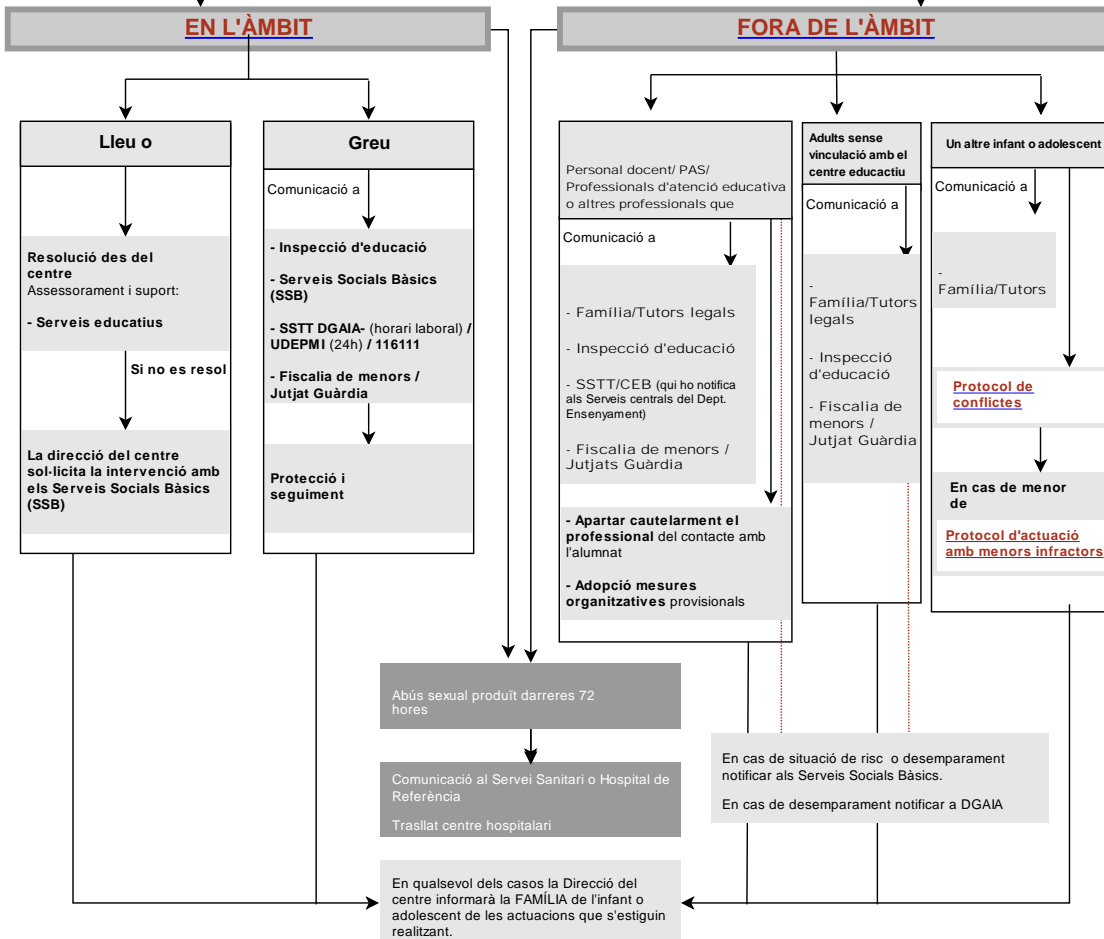 EN L'ÀMBIT
FORA DE L'ÀMBIT
Lleu o
Resolució des del
centre
Assessorament i suport:
- Serveis educatius
Si no es resol
La direcció del centre
sol·licita la intervenció amb
els Serveis Socials Bàsics
(SSB)
Greu
Comunicació a
- Inspecció d'educació
- Serveis Socials Bàsics
(SSB)
- SSTT DGAIA- (horari laboral) /
UDEPMI (24h) / 116111
- Fiscalia de menors /
Jutjat Guàrdia
Protecció i
seguiment
Personal docent/ PAS/
Professionals d'atenció educativa
o altres professionals que
Comunicació a
- Família/Tutors legals
- Inspecció d'educació
- SSTT/CEB (qui ho notifica
als Serveis centrals del Dept.
Ensenyament)
- Fiscalia de menors /
Jutjats Guàrdia
- Apartar cautelarment el
professional del contacte amb
l'alumnat
- Adopció mesures
organitzatives provisionals
Adults sense
vinculació amb el
centre educactiu
Comunicació a
-
Família/Tutors
legals
- Inspecció
d'educació
- Fiscalia de
menors /
Jutjat Guàrdia
Un altre infant o adolescent
Comunicació a
-
Família/Tutors
Protocol de
conflictes
En cas de menor
de
Protocol d'actuació
amb menors infractors
Abús sexual produït darreres 72
hores
Comunicació al Servei Sanitari o Hospital de
Referència
Trasllat centre hospitalari
En cas de situació de risc o desemparament
notificar als Serveis Socials Bàsics.
En cas de desemparament notificar a DGAIA
En qualsevol dels casos la Direcció del
centre informarà la FAMÍLIA de l'infant o
adolescent de les actuacions que s'estiguin
realitzant.